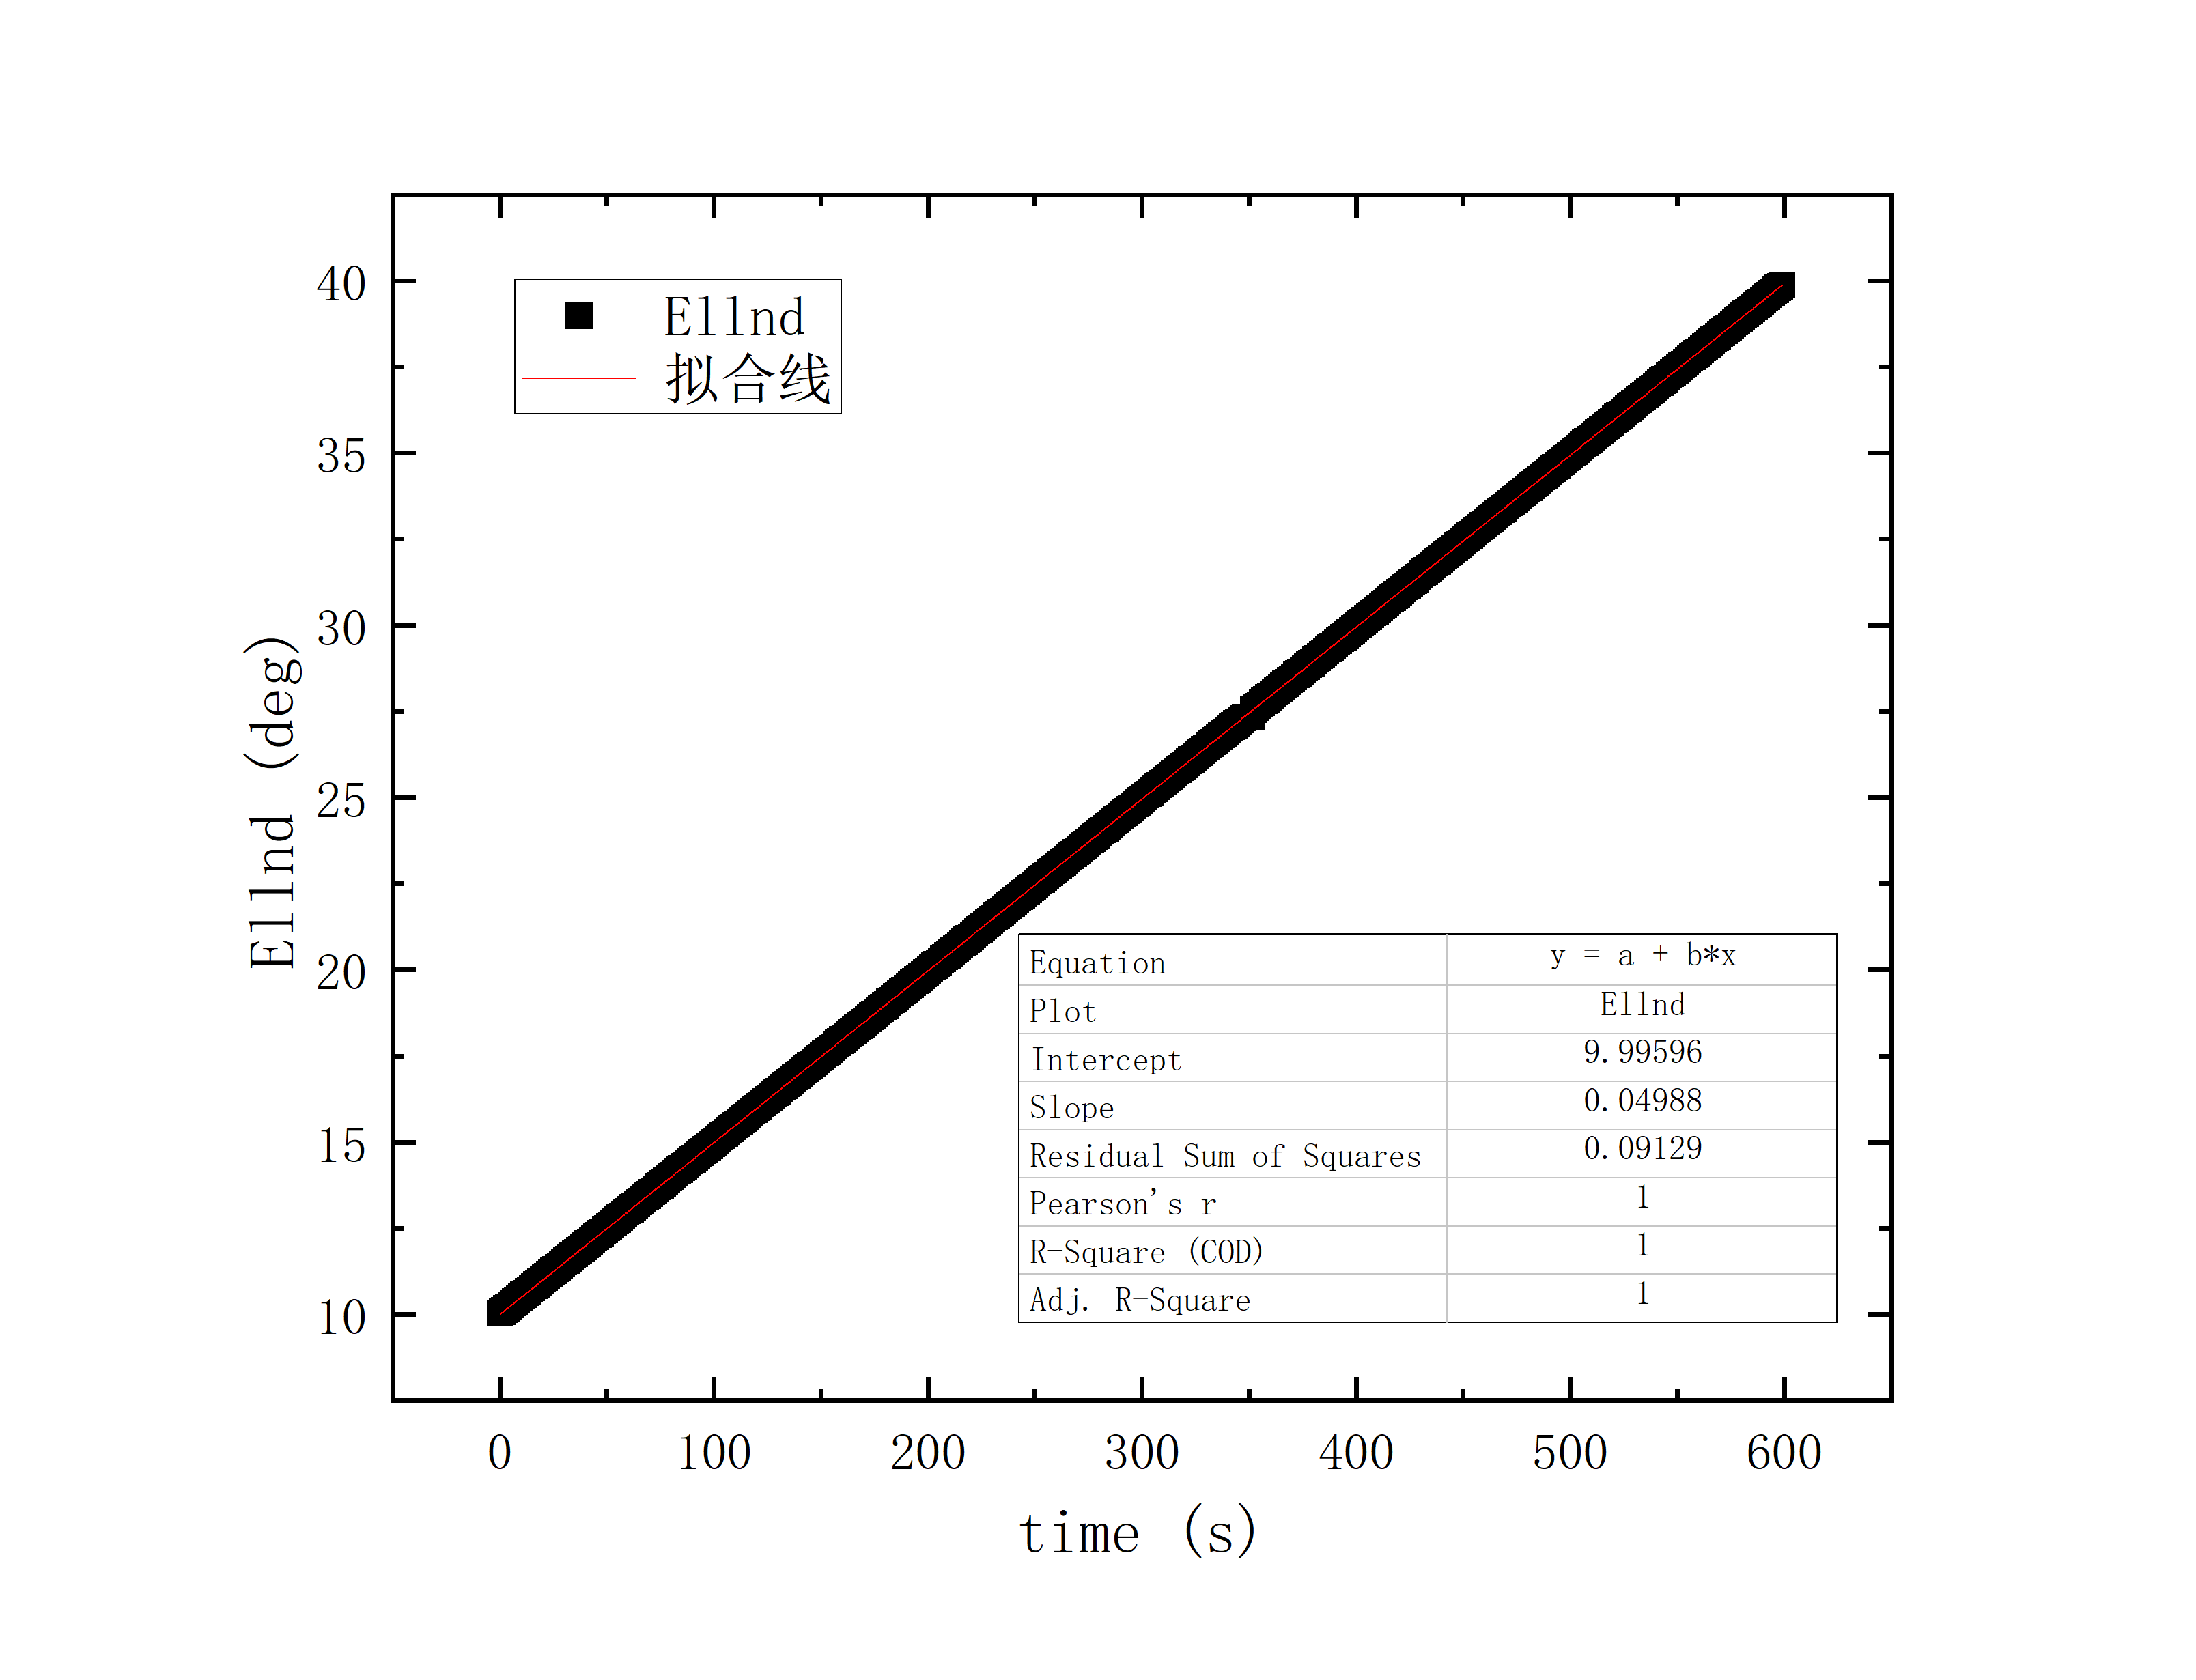 Ellnd
拟合线
40
35
30
25
20
15
10
Ellnd (deg)
Equation y = a + b*x
Plot Ellnd
Intercept 9.99596
Slope 0.04988
Residual Sum of Squares 0.09129
Pearson's r 1
R-Square (COD) 1
Adj. R-Square 1
0 100 200 300 400 500 600
time (s)